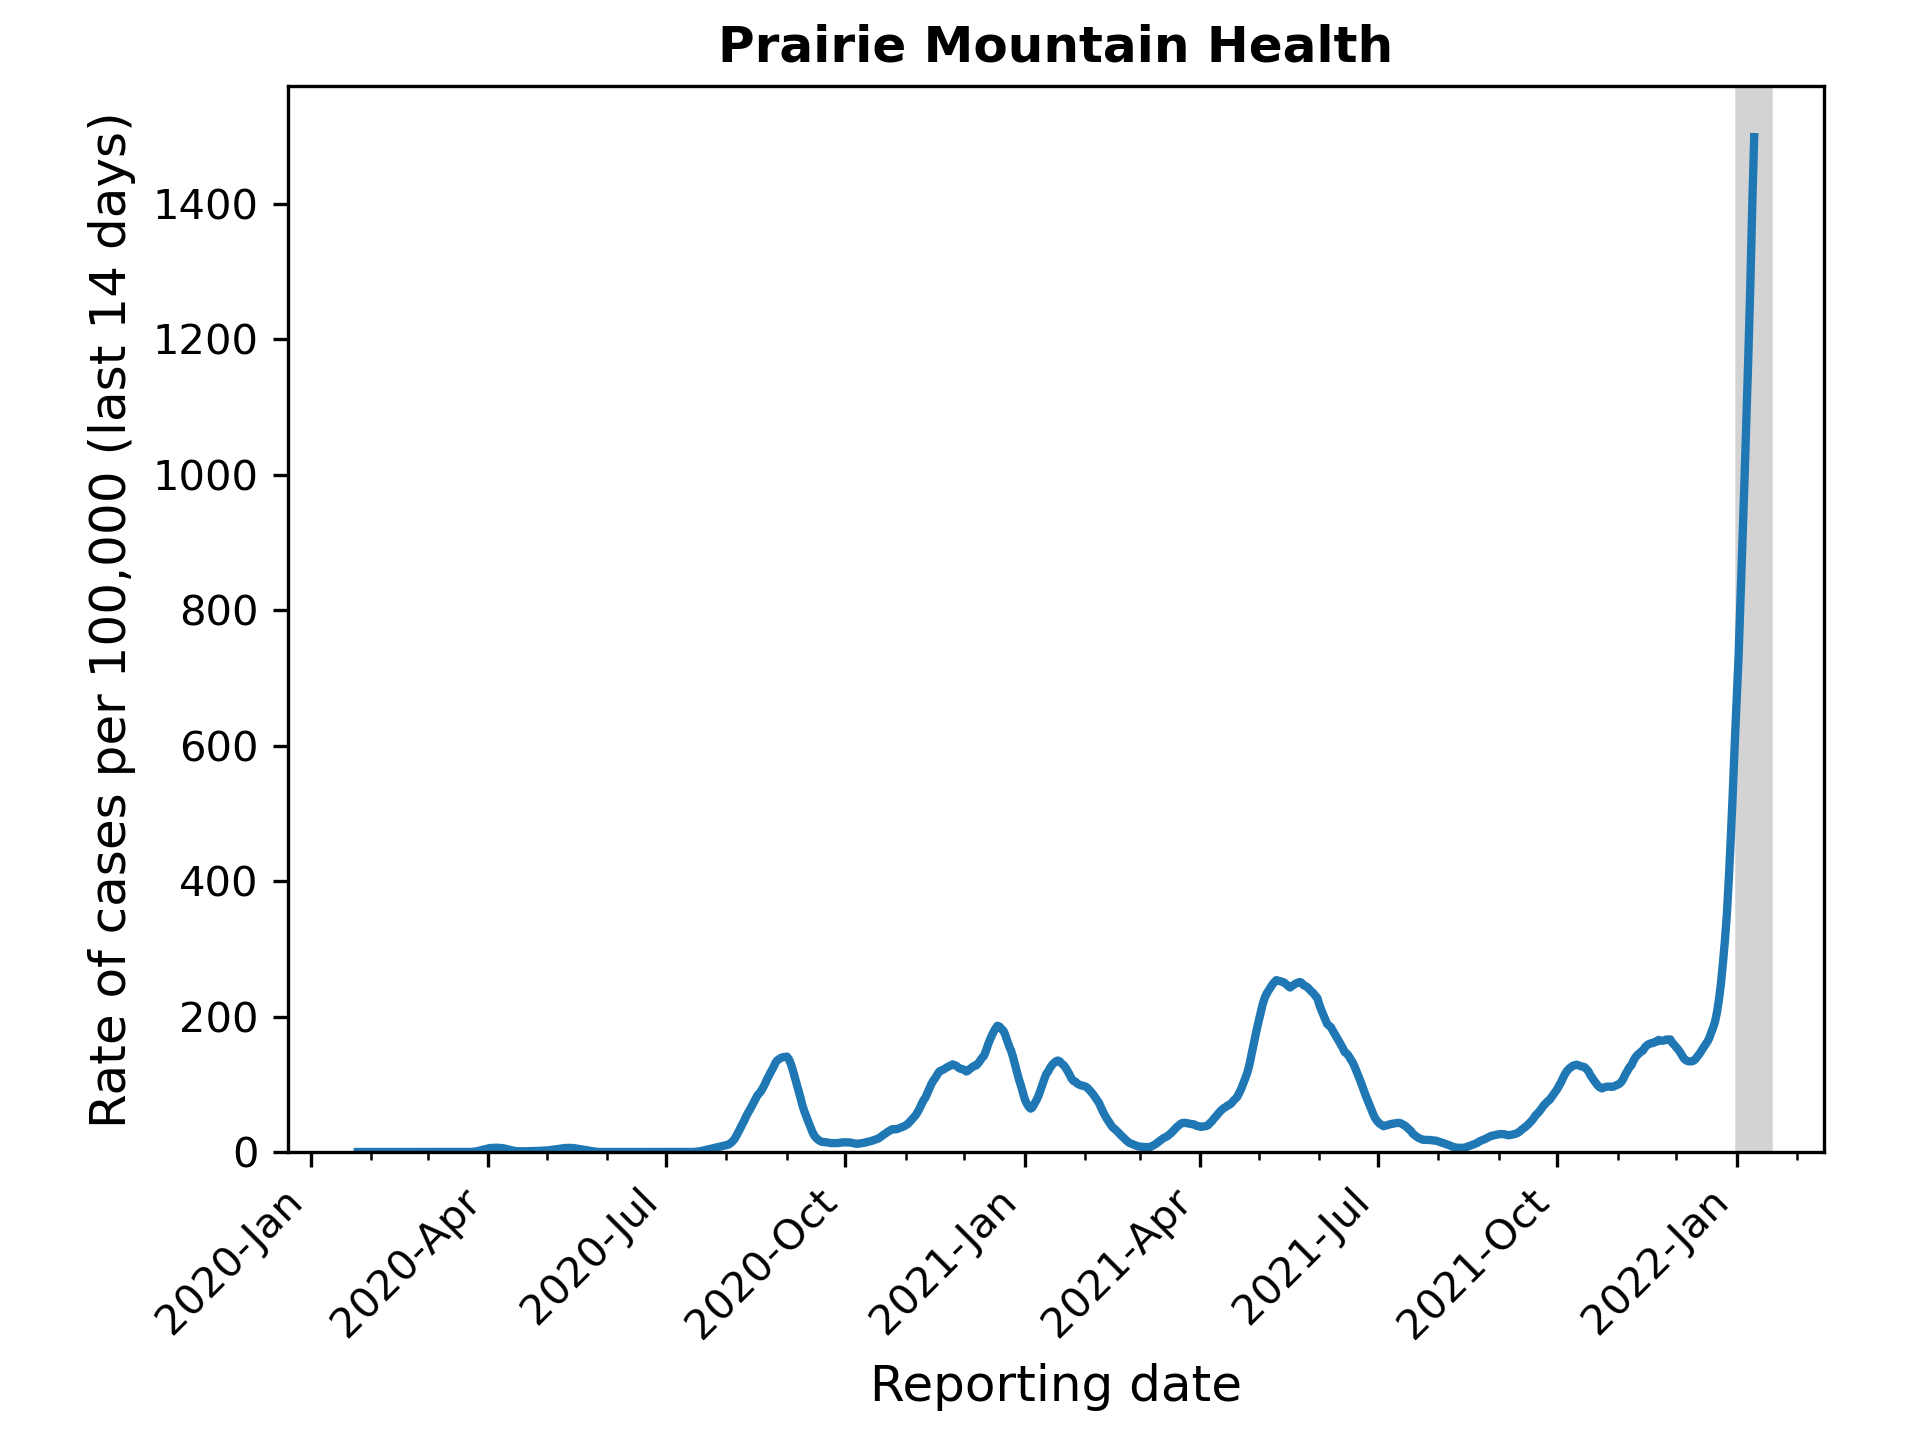 Prairie Mountain Health
Rate of cases per 100,000 (last 14 days)
1400
1200
1000
800
600
400
200
0
2020-Jan
2020-Apr
2020-Jul
2020-Oct
2021-Jan
2021-Apr
2021-Jul
2021-Oct
2022-Jan
Reporting date